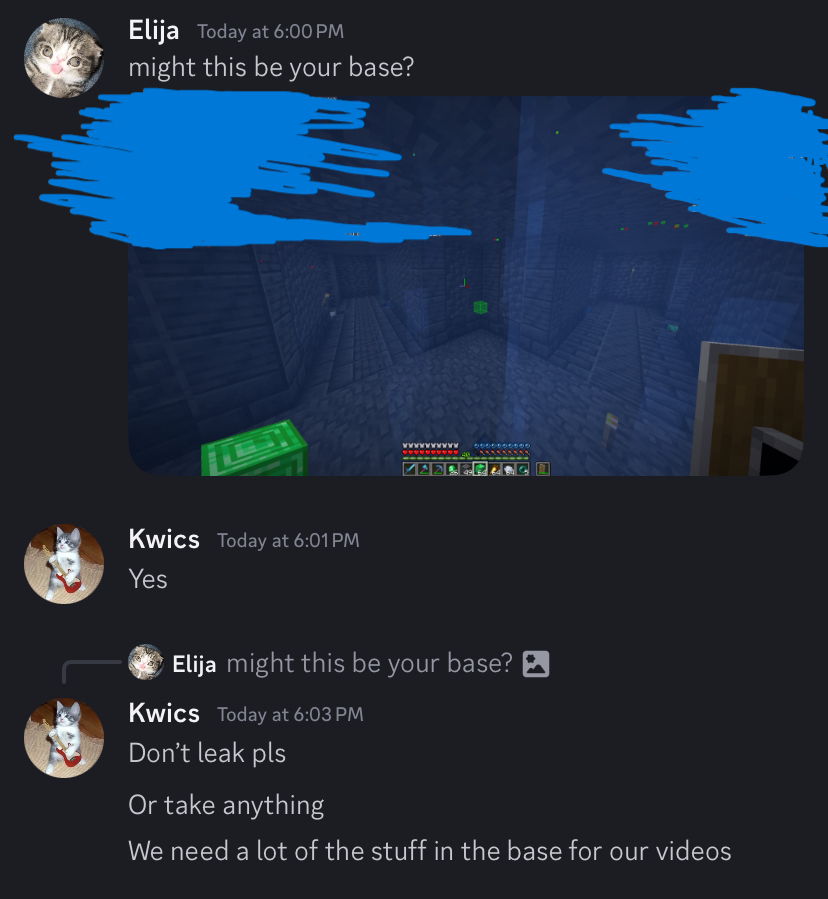 Elija Today at 6:00 PM
might this be your base?
Kwics Today at 6:01 PM
Yes
Elija might this be your base?
Kwics Today at 6:03 PM
Don’t leak pls
Or take anything
We need a lot of the stuff in the base for our videos